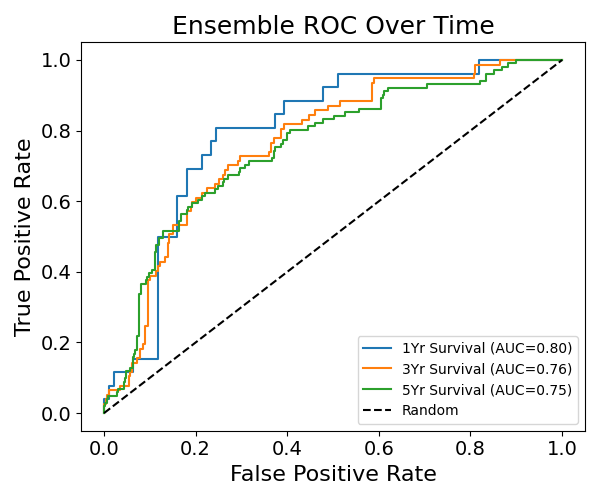 Ensemble ROC Over Time
True Positive Rate
1.0
0.8
0.6
0.4
0.2
0.0
0.0 0.2 0.4 0.6 0.8 1.0
False Positive Rate
1Yr Survival (AUC=0.80)
3Yr Survival (AUC=0.76)
5Yr Survival (AUC=0.75)
Random